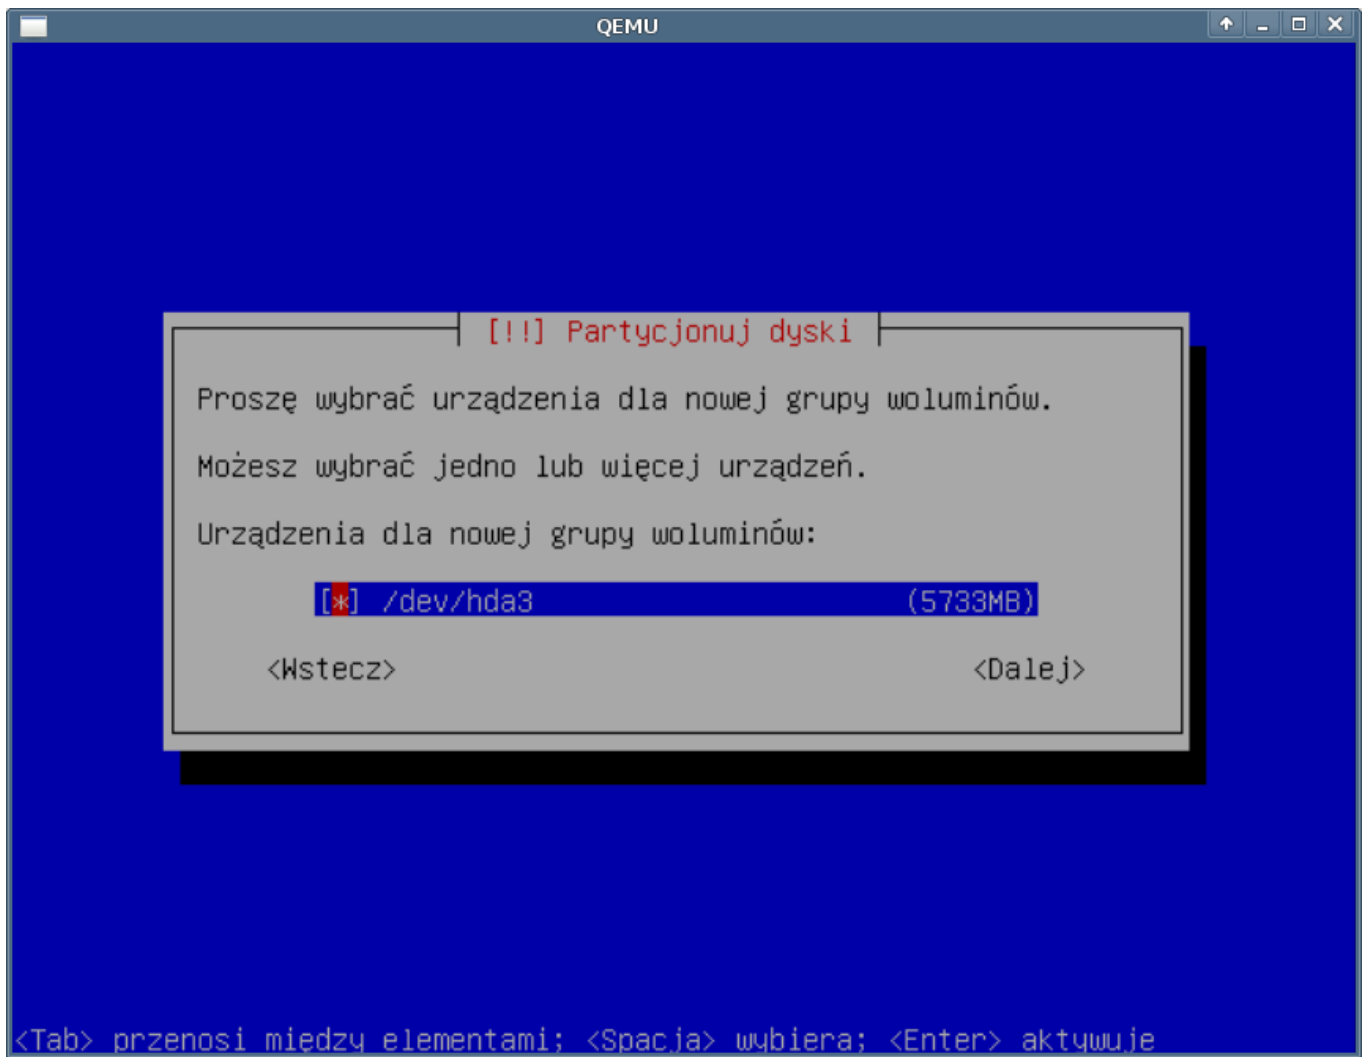 QEMU
[!!] Partycjonuj dyski
Proszę wybrać urządzenia dla nowej grupy woluminów.
Możesz wybrać jedno lub więcej urządzeń.
Urządzenia dla nowej grupy woluminów:
[*] /dev/hda3 (5733MB)
<Wstecz> <Dalej>
<Tab> przenosi między elementami; <Spacja> wybiera; <Enter> aktywuje